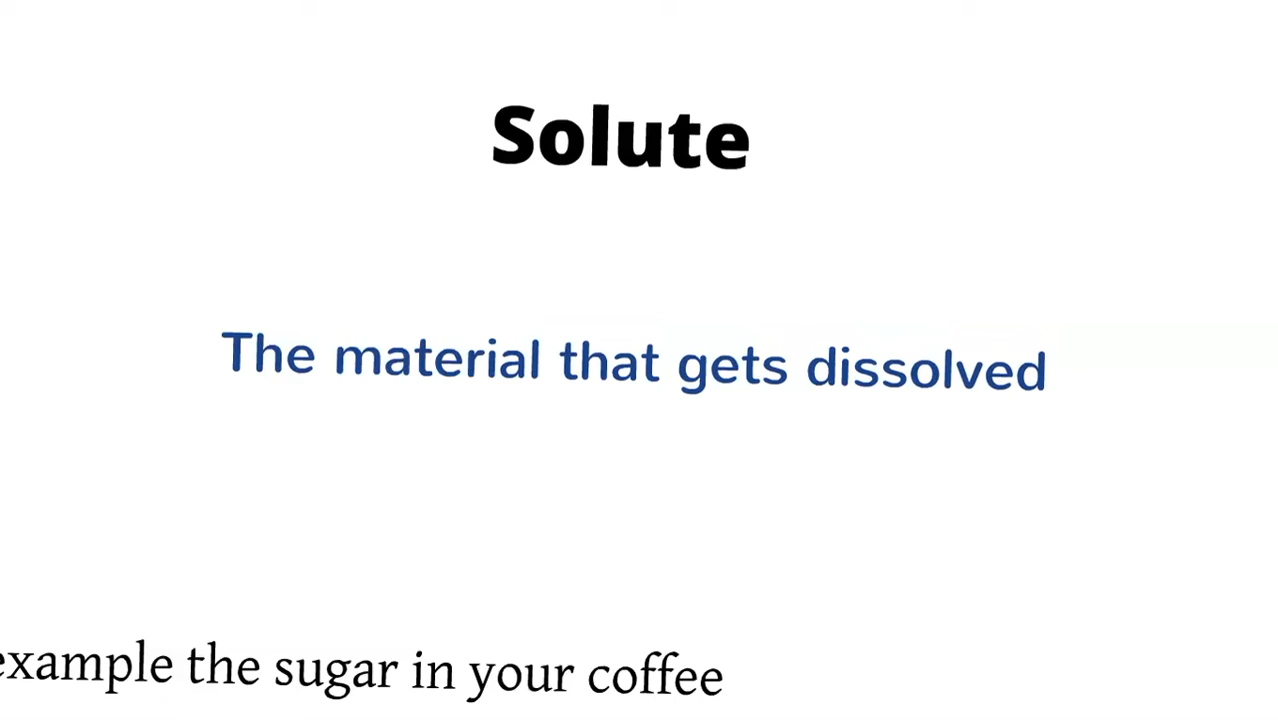 Solute
The material that gets dissolved
example the sugar in your coffee